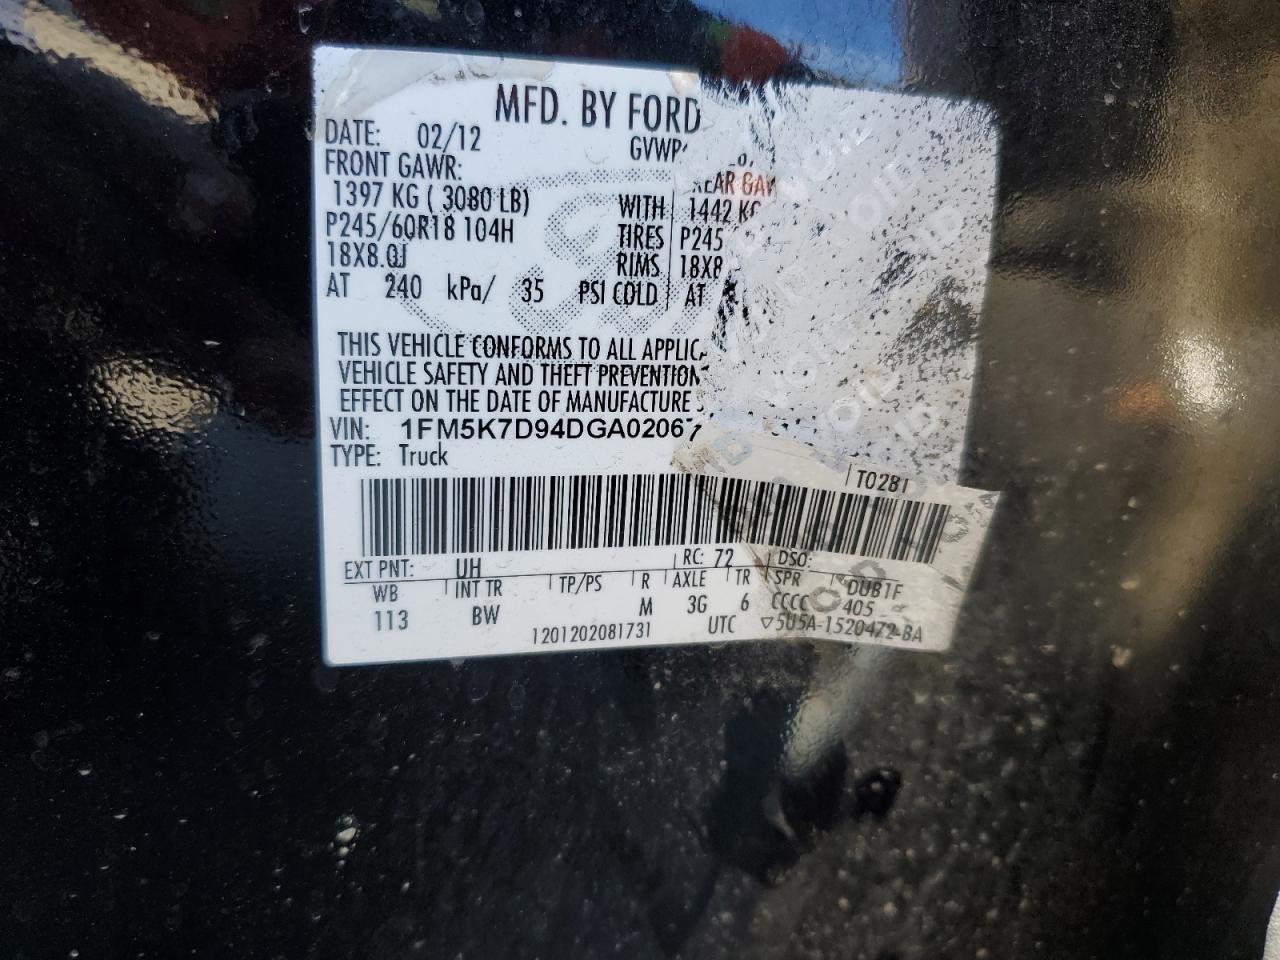 MFD. BY FORD
DATE: 02/12
GVWR
FRONT GAWR:
REAR GAW
1397 KG ( 3080 LB) WITH 1442 KG
P245/60R18 104H TIRES P245
18X8.0J RIMS 18X8
AT 240 kPa/ 35 PSI COLD AT
THIS VEHICLE CONFORMS TO ALL APPLIC
VEHICLE SAFETY AND THEFT PREVENTION
EFFECT ON THE DATE OF MANUFACTURE
VIN: 1FM5K7D94DGA0206
TYPE: Truck
T0281
EXT PNT: UH RC: 72 DSO:
WB INT TR TP/PS R AXLE TR SPR DUB1F
113 BW M 3G 6 CCCC 405
1201202081731 UTC ▽5U5A-1520472-BA